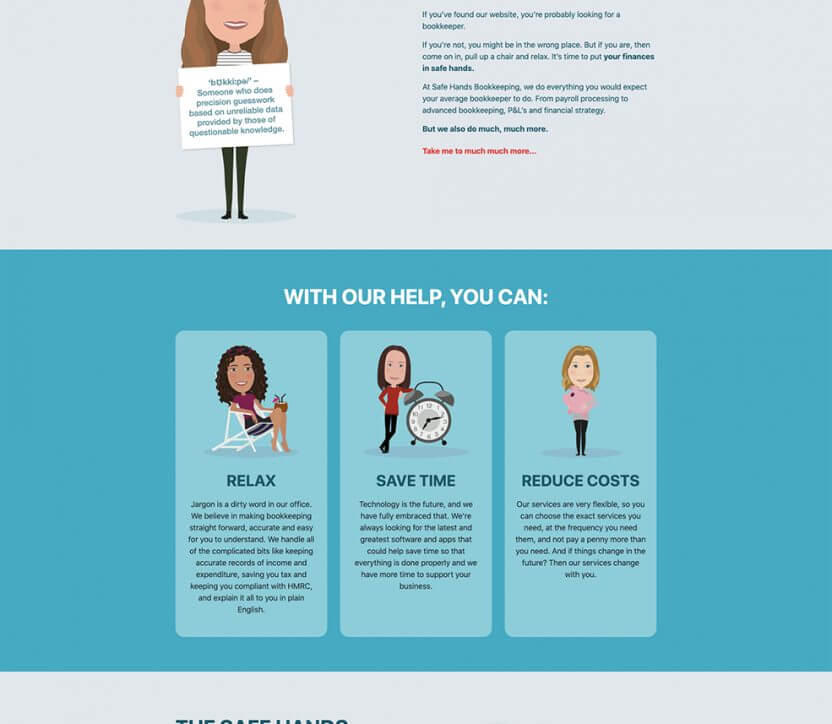 'bʊkki:pə/' –
Someone who does
precision guesswork
based on unreliable data
provided by those of
questionable knowledge.
If you've found our website, you're probably looking for a
bookkeeper.
If you're not, you might be in the wrong place. But if you are, then
come on in, pull up a chair and relax. It's time to put your finances
in safe hands.
At Safe Hands Bookkeeping, we do everything you would expect
your average bookkeeper to do. From payroll processing to
advanced bookkeeping, P&L's and financial strategy.
But we also do much, much more.
Take me to much much more...
WITH OUR HELP, YOU CAN:
RELAX
Jargon is a dirty word in our office.
We believe in making bookkeeping
straight forward, accurate and easy
for you to understand. We handle all
of the complicated bits like keeping
accurate records of income and
expenditure, saving you tax and
keeping you compliant with HMRC,
and explain it all to you in plain
English.
SAVE TIME
Technology is the future, and we
have fully embraced that. We're
always looking for the latest and
greatest software and apps that
could help save time so that
everything is done properly and we
have more time to support your
business.
REDUCE COSTS
Our services are very flexible, so you
can choose the exact services you
need, at the frequency you need
them, and not pay a penny more than
you need. And if things change in the
future? Then our services change
with you.
THE SAFE HANDS